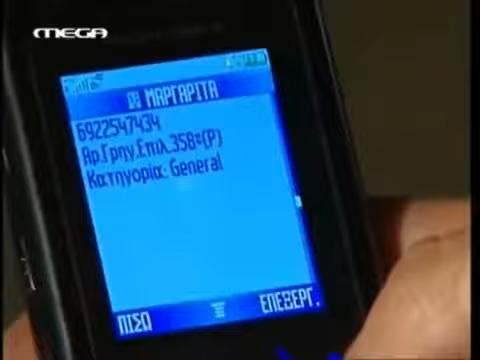 MEGA
ΜΑΡΓΑΡΙΤΑ
6922547434
Αρ.Γρηγ.Επιλ.358:(P)
Κατηγορία: General
ΠΙΣΩ
ΕΠΕΞΕΡΓ.